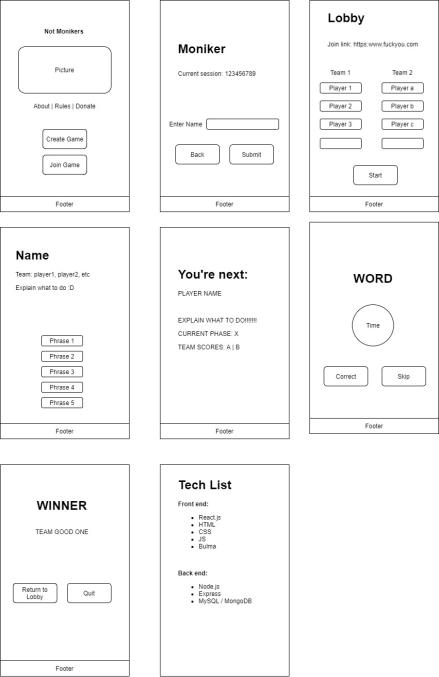 Not Monikers
Picture
About | Rules | Donate
Create Game
Join Game
Footer
Moniker
Current session: 123456789
Enter Name
Back
Submit
Footer
Lobby
Join link: https:www.fuckyou.com
Team 1
Team 2
Player 1
Player a
Player 2
Player b
Player 3
Player c
Start
Footer
Name
Team: player1, player2, etc
Explain what to do :D
Phrase 1
Phrase 2
Phrase 3
Phrase 4
Phrase 5
Footer
You're next:
PLAYER NAME
EXPLAIN WHAT TO DO!!!!!!!!
CURRENT PHASE: X
TEAM SCORES: A | B
Footer
WORD
Time
Correct
Skip
Footer
WINNER
TEAM GOOD ONE
Return to
Lobby
Quit
Footer
Tech List
Front end:
React.js
HTML
CSS
JS
Bulma
Back end:
Node.js
Express
MySQL / MongoDB